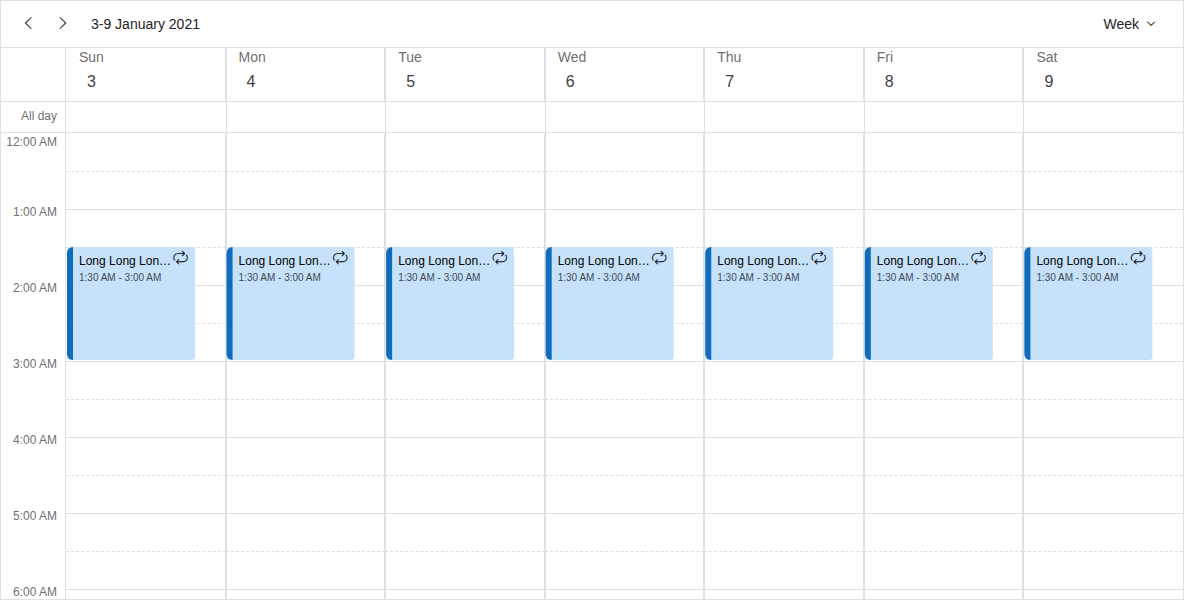 3-9 January 2021 Week
Sun Mon Tue Wed Thu Fri Sat
3 4 5 6 7 8 9
All day
12:00 AM
1:00 AM
Long Long Lon... Long Long Lon... Long Long Lon... Long Long Lon... Long Long Lon... Long Long Lon... Long Long Lon...
1:30 AM - 3:00 AM 1:30 AM - 3:00 AM 1:30 AM - 3:00 AM 1:30 AM - 3:00 AM 1:30 AM - 3:00 AM 1:30 AM - 3:00 AM 1:30 AM - 3:00 AM
2:00 AM
3:00 AM
4:00 AM
5:00 AM
6:00 AM